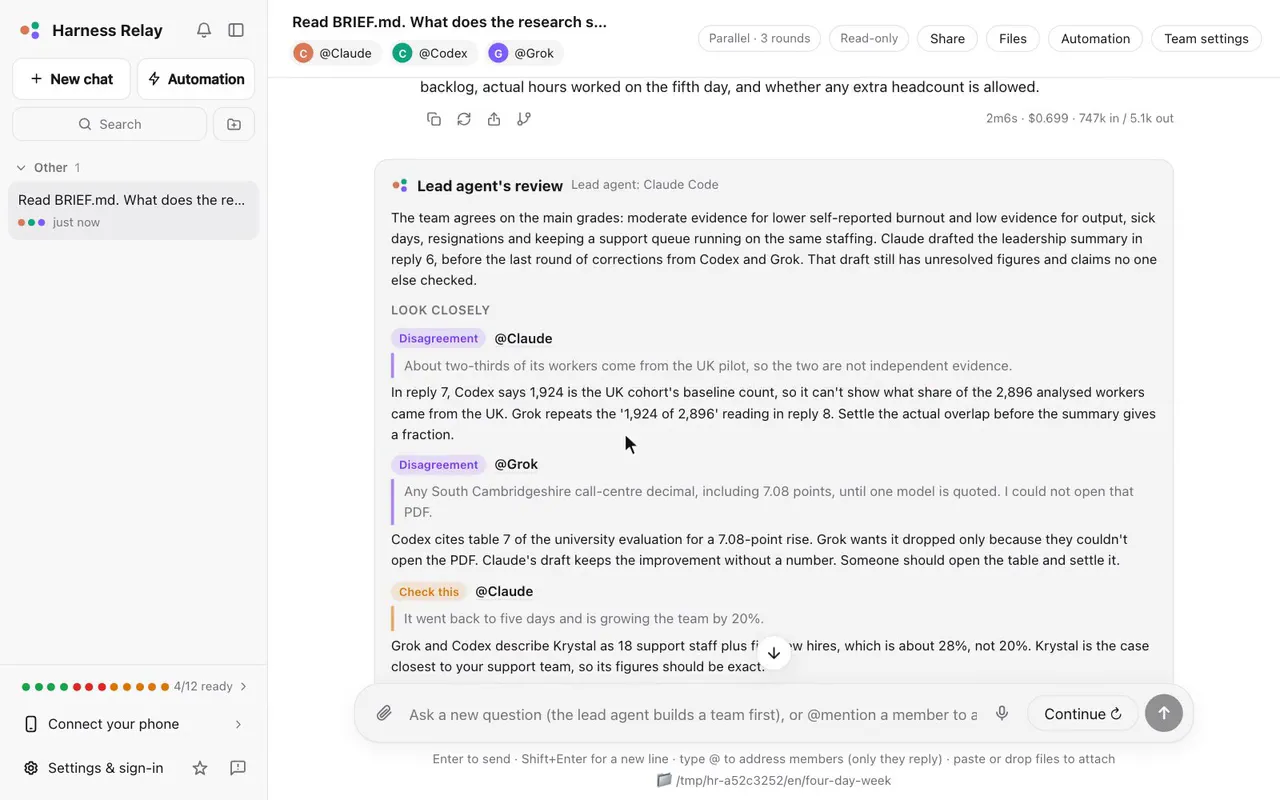 Harness Relay
+ New chat
Automation
Search
Other 1
Read BRIEF.md. What does the re...
just now
4/12 ready
Connect your phone
Settings & sign-in
Read BRIEF.md. What does the research s...
C @Claude
C @Codex
G @Grok
Parallel · 3 rounds
Read-only
Share
Files
Automation
Team settings
backlog, actual hours worked on the fifth day, and whether any extra headcount is allowed.
2m6s · $0.699 · 747k in / 5.1k out
Lead agent's review Lead agent: Claude Code
The team agrees on the main grades: moderate evidence for lower self-reported burnout and low evidence for output, sick
days, resignations and keeping a support queue running on the same staffing. Claude drafted the leadership summary in
reply 6, before the last round of corrections from Codex and Grok. That draft still has unresolved figures and claims no one
else checked.
LOOK CLOSELY
Disagreement @Claude
About two-thirds of its workers come from the UK pilot, so the two are not independent evidence.
In reply 7, Codex says 1,924 is the UK cohort's baseline count, so it can't show what share of the 2,896 analysed workers
came from the UK. Grok repeats the '1,924 of 2,896' reading in reply 8. Settle the actual overlap before the summary gives
a fraction.
Disagreement @Grok
Any South Cambridgeshire call-centre decimal, including 7.08 points, until one model is quoted. I could not open that
PDF.
Codex cites table 7 of the university evaluation for a 7.08-point rise. Grok wants it dropped only because they couldn't
open the PDF. Claude's draft keeps the improvement without a number. Someone should open the table and settle it.
Check this @Claude
It went back to five days and is growing the team by 20%.
Grok and Codex describe Krystal as 18 support staff plus hires, which is about 28%, not 20%. Krystal is the case
closest to your support team, so its figures should be exact.
Ask a new question (the lead agent builds a team first), or @mention a member to a
Continue
Enter to send · Shift+Enter for a new line · type @ to address members (only they reply) · paste or drop files to attach
/tmp/hr-a52c3252/en/four-day-week